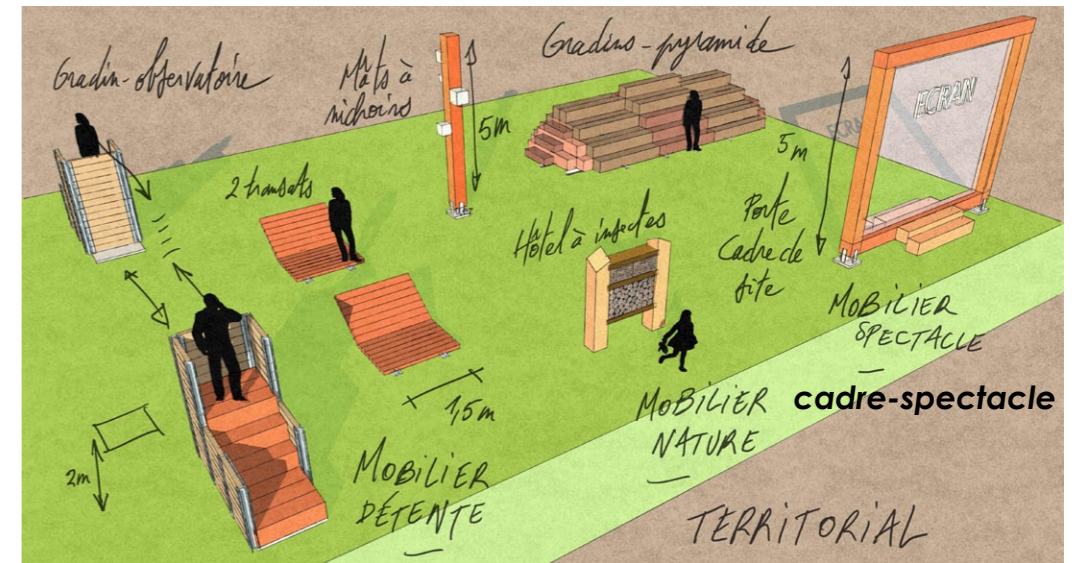 Gradin-observatoire
Mâts à
nichoirs
5m
Gradins-pyramide
ECRAN
ECRA
5m
2 transats
Hôtel à insectes
Porte
Cadre de
site
MOBILIER
SPECTACLE
cadre-spectacle
MOBILIER
NATURE
1,5m
2m
MOBILIER
DÉTENTE
TERRITORIAL